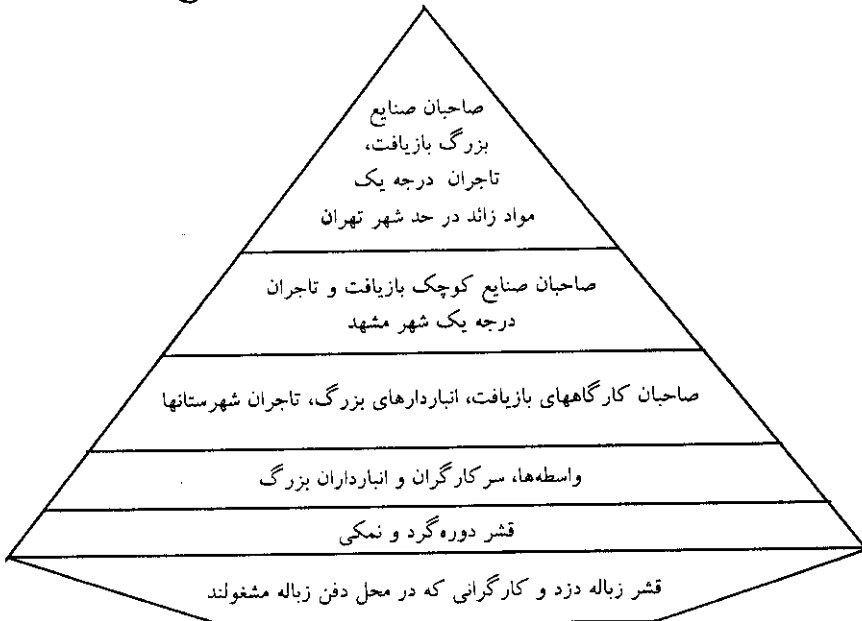 صاحبان صنایع
بزرگ بازیافت،
تاجران درجه یک
مواد زائد در حد شهر تهران
صاحبان صنایع کوچک بازیافت و تاجران
درجه یک شهر مشهد
صاحبان کارگاههای بازیافت، انباردارهای بزرگ، تاجران شهرستانها
واسطه‌ها، سرکارگران و انبارداران بزرگ
قشر دوره‌گرد و نمکی
قشر زباله دزد و کارگرانی که در محل دفن زباله مشغولند